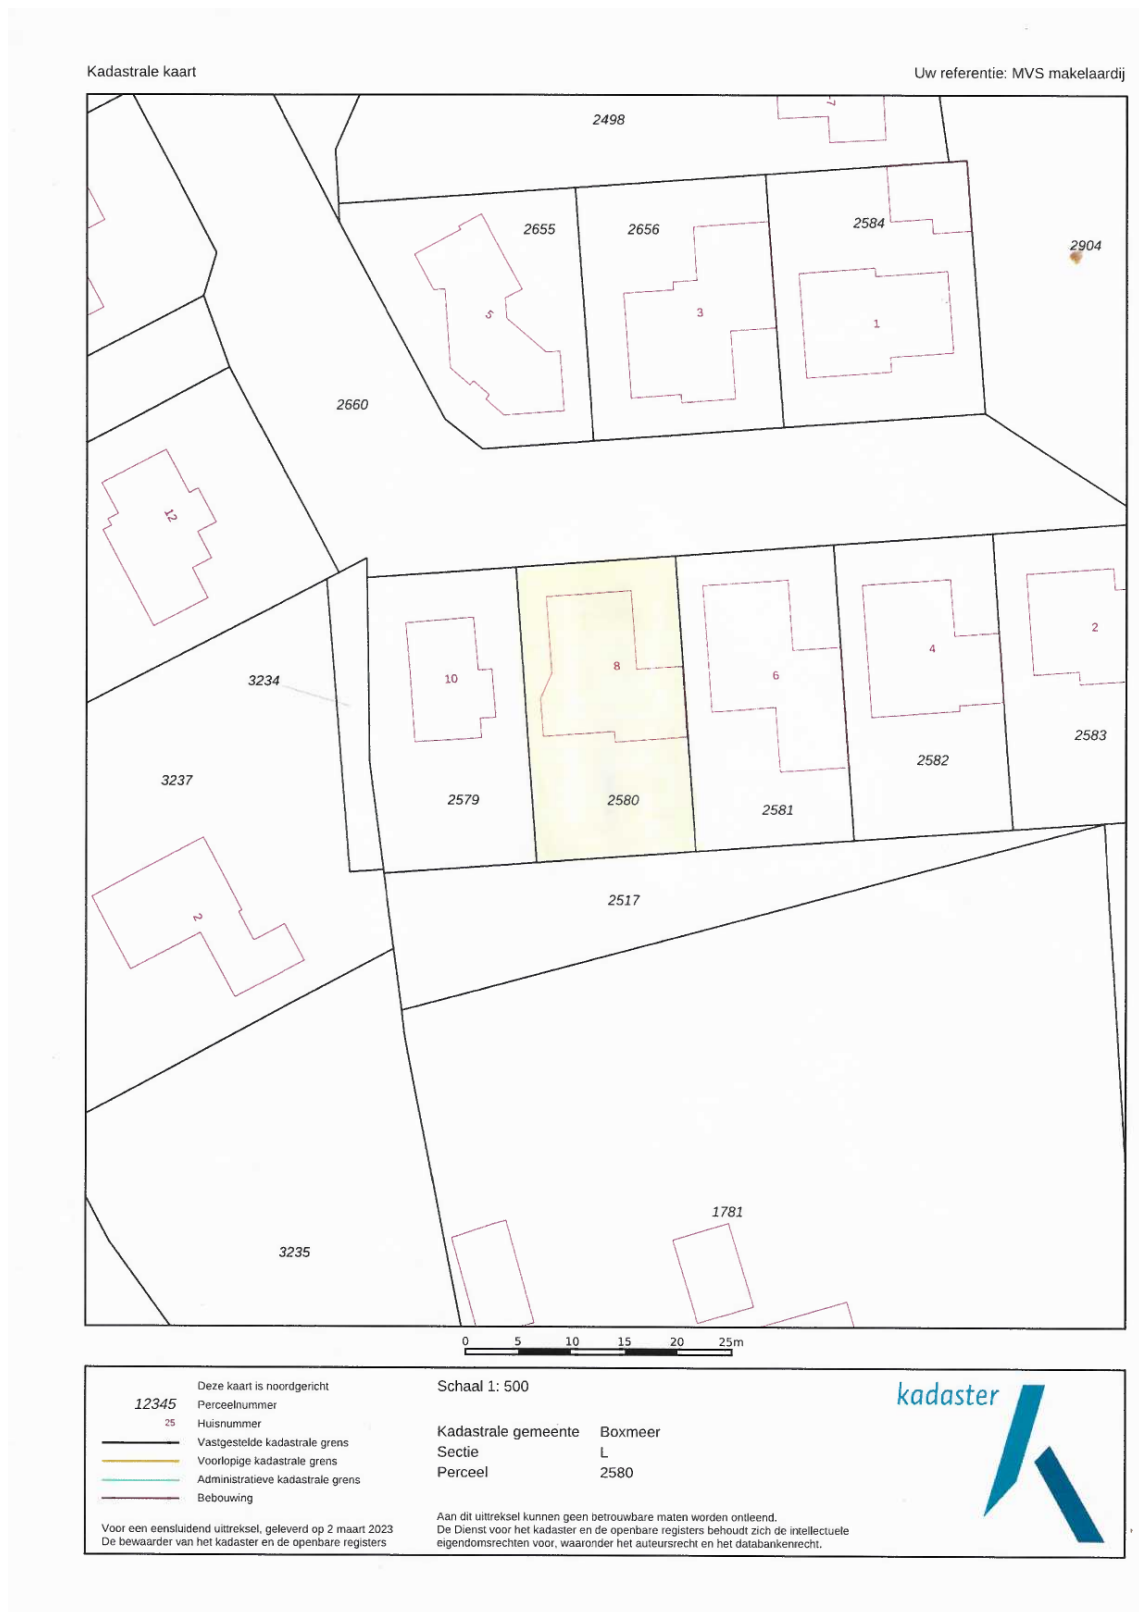 Kadastrale kaart
Uw referentie: MVS makelaardij
7
2498
2655
2656
2584
2904
5
3
1
2660
12
3234
10
8
6
4
2
3237
2579
2580
2581
2582
2583
2
2517
1781
3235
0 5 10 15 20 25m
Deze kaart is noordgericht
12345 Perceelnummer
25 Huisnummer
Vastgestelde kadastrale grens
Voorlopige kadastrale grens
Administratieve kadastrale grens
Bebouwing
Voor een eensluidend uittreksel, geleverd op 2 maart 2023
De bewaarder van het kadaster en de openbare registers
Schaal 1: 500
Kadastrale gemeente Boxmeer
Sectie L
Perceel 2580
Aan dit uittreksel kunnen geen betrouwbare maten worden ontleend.
De Dienst voor het kadaster en de openbare registers behoudt zich de intellectuele
eigendomsrechten voor, waaronder het auteursrecht en het databankenrecht.
kadaster